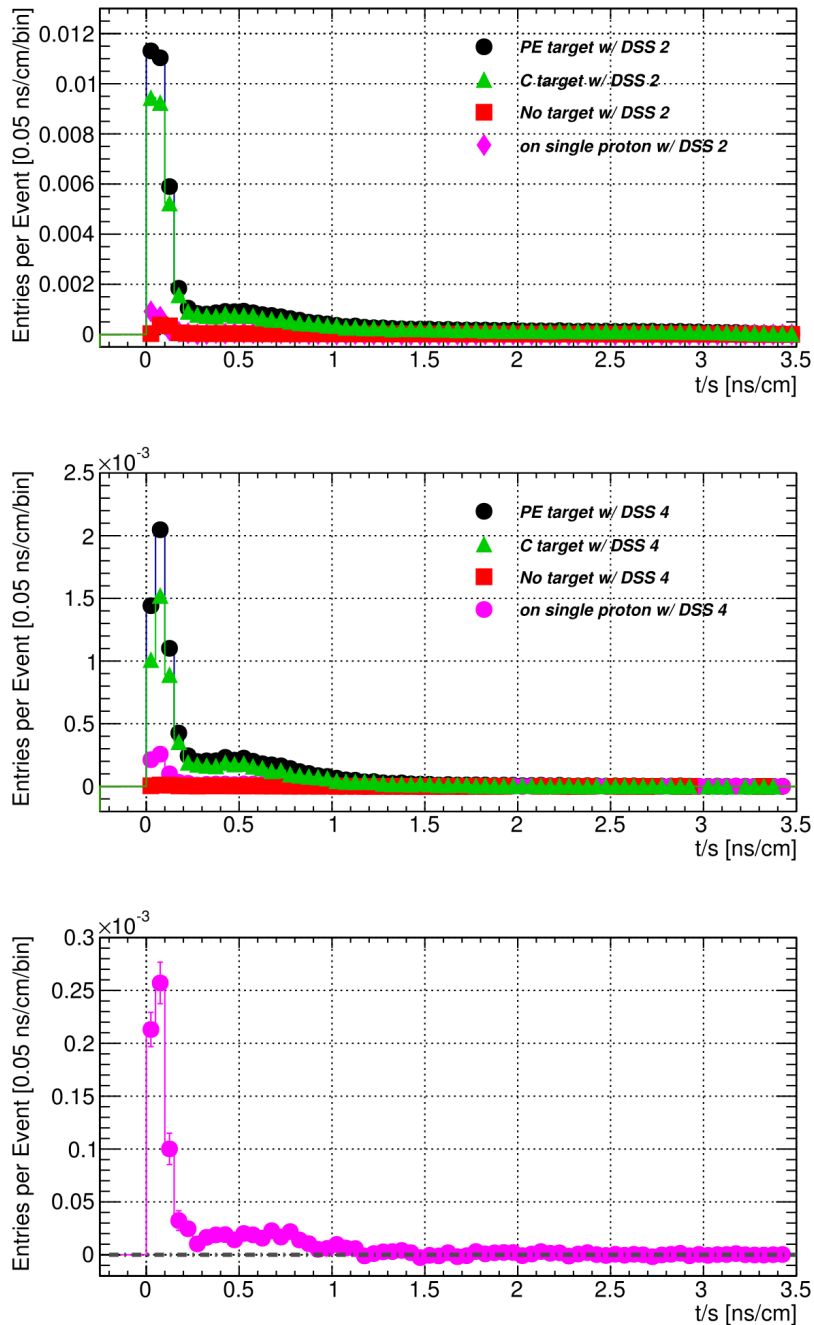 0.012
0.01
0.008
0.006
0.004
0.002
0
Entries per Event [0.05 ns/cm/bin]
PE target w/ DSS 2
C target w/ DSS 2
No target w/ DSS 2
on single proton w/ DSS 2
0 0.5 1 1.5 2 2.5 3 3.5
t/s [ns/cm]
×10⁻³
2.5
2
1.5
1
0.5
0
Entries per Event [0.05 ns/cm/bin]
PE target w/ DSS 4
C target w/ DSS 4
No target w/ DSS 4
on single proton w/ DSS 4
0 0.5 1 1.5 2 2.5 3 3.5
t/s [ns/cm]
×10⁻³
0.3
0.25
0.2
0.15
0.1
0.05
0
Entries per Event [0.05 ns/cm/bin]
0 0.5 1 1.5 2 2.5 3 3.5
t/s [ns/cm]